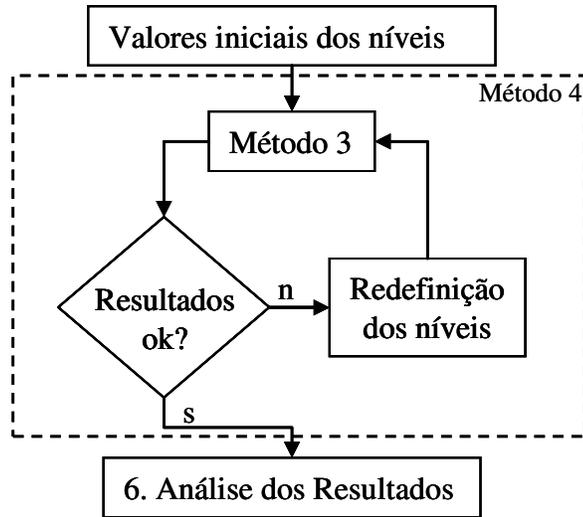 Valores iniciais dos níveis
Método 4
Método 3
Resultados
ok?
n
Redefinição
dos níveis
s
6. Análise dos Resultados